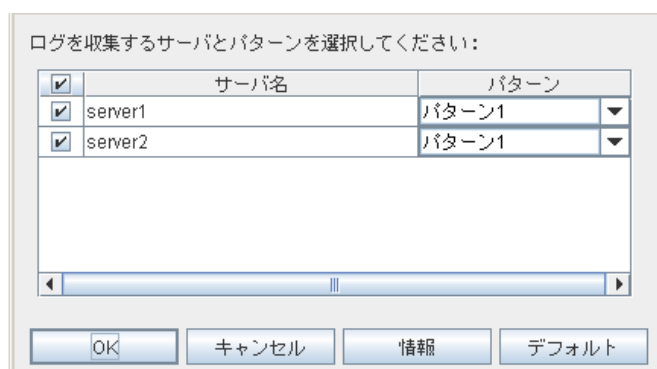 ログを収集するサーバとパターンを選択してください:
サーバ名 パターン
server1 パターン1
server2 パターン1
OK キャンセル 情報 デフォルト